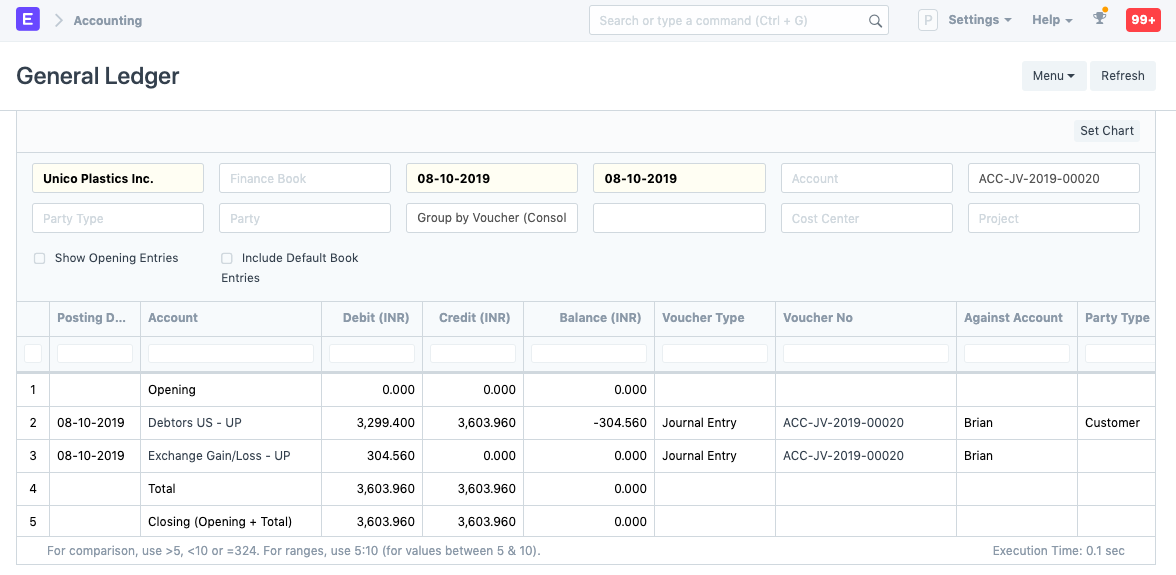 E Accounting Search or type a command (Ctrl + G) P Settings Help 99+
General Ledger Menu Refresh
Set Chart
Unico Plastics Inc. Finance Book 08-10-2019 08-10-2019 Account ACC-JV-2019-00020
Party Type Party Group by Voucher (Consol Cost Center Project
Show Opening Entries Include Default Book
Entries
Posting D... Account Debit (INR) Credit (INR) Balance (INR) Voucher Type Voucher No Against Account Party Type
1 Opening 0.000 0.000 0.000
2 08-10-2019 Debtors US - UP 3,299.400 3,603.960 -304.560 Journal Entry ACC-JV-2019-00020 Brian Customer
3 08-10-2019 Exchange Gain/Loss - UP 304.560 0.000 0.000 Journal Entry ACC-JV-2019-00020 Brian
4 Total 3,603.960 3,603.960 0.000
5 Closing (Opening + Total) 3,603.960 3,603.960 0.000
For comparison, use >5, <10 or =324. For ranges, use 5:10 (for values between 5 & 10). Execution Time: 0.1 sec